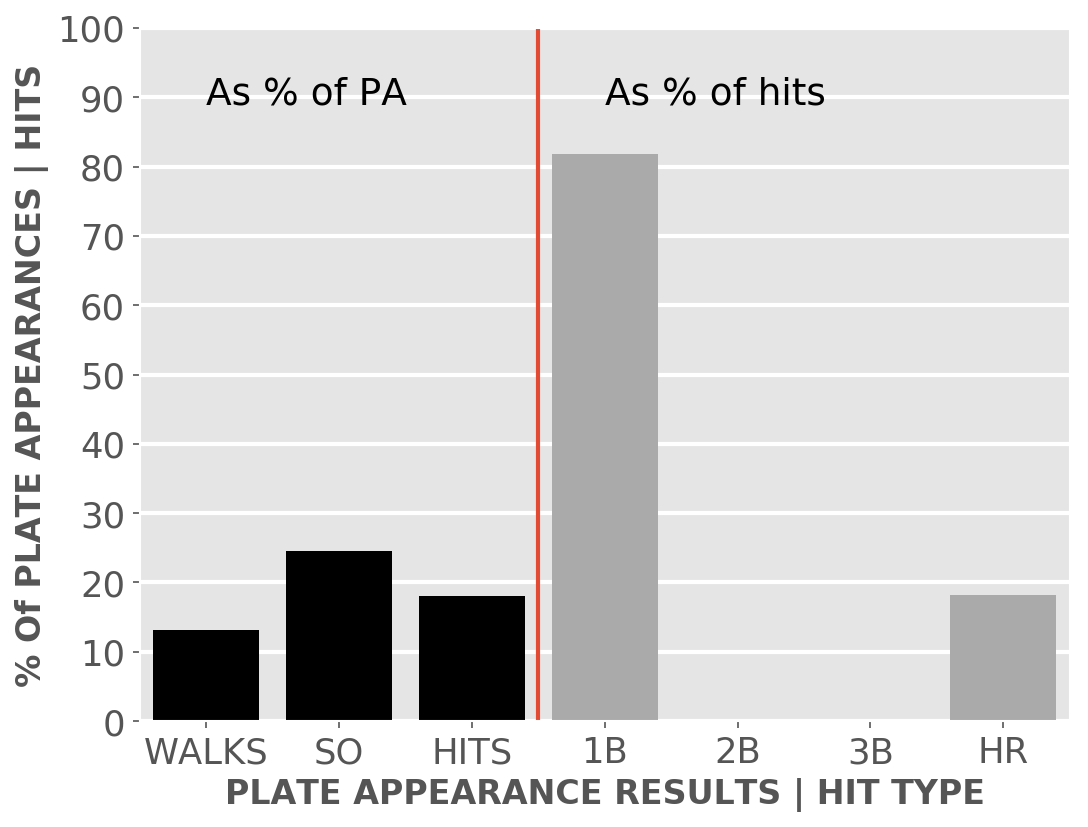 As % of PA
As % of hits
% Of PLATE APPEARANCES | HITS
100
90
80
70
60
50
40
30
20
10
0
WALKS SO HITS 1B 2B 3B HR
PLATE APPEARANCE RESULTS | HIT TYPE